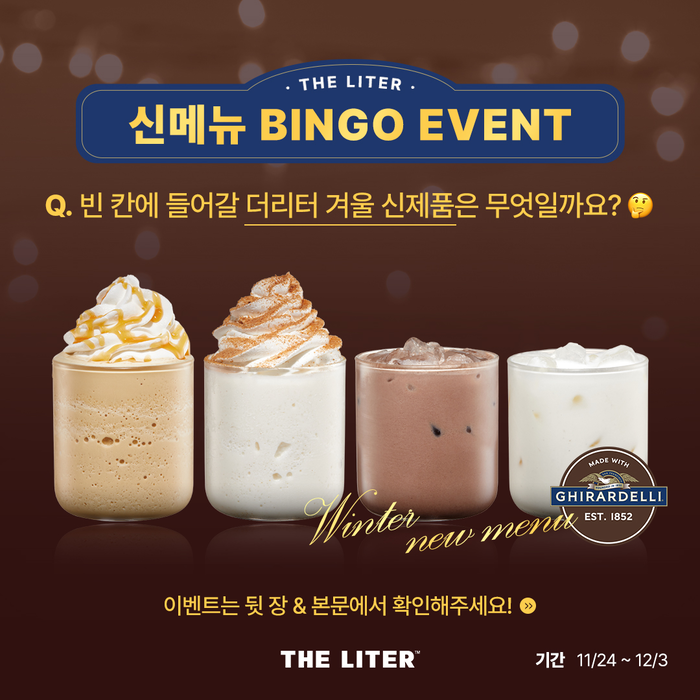 · THE LITER ·
신메뉴 BINGO EVENT
Q. 빈 칸에 들어갈 더리터 겨울 신제품은 무엇일까요? 🤔
MADE WITH
GHIRARDELLI
EST. 1852
Winter
new menu
이벤트는 뒷 장 & 본문에서 확인해주세요!
THE LITER™
기간 11/24 ~ 12/3